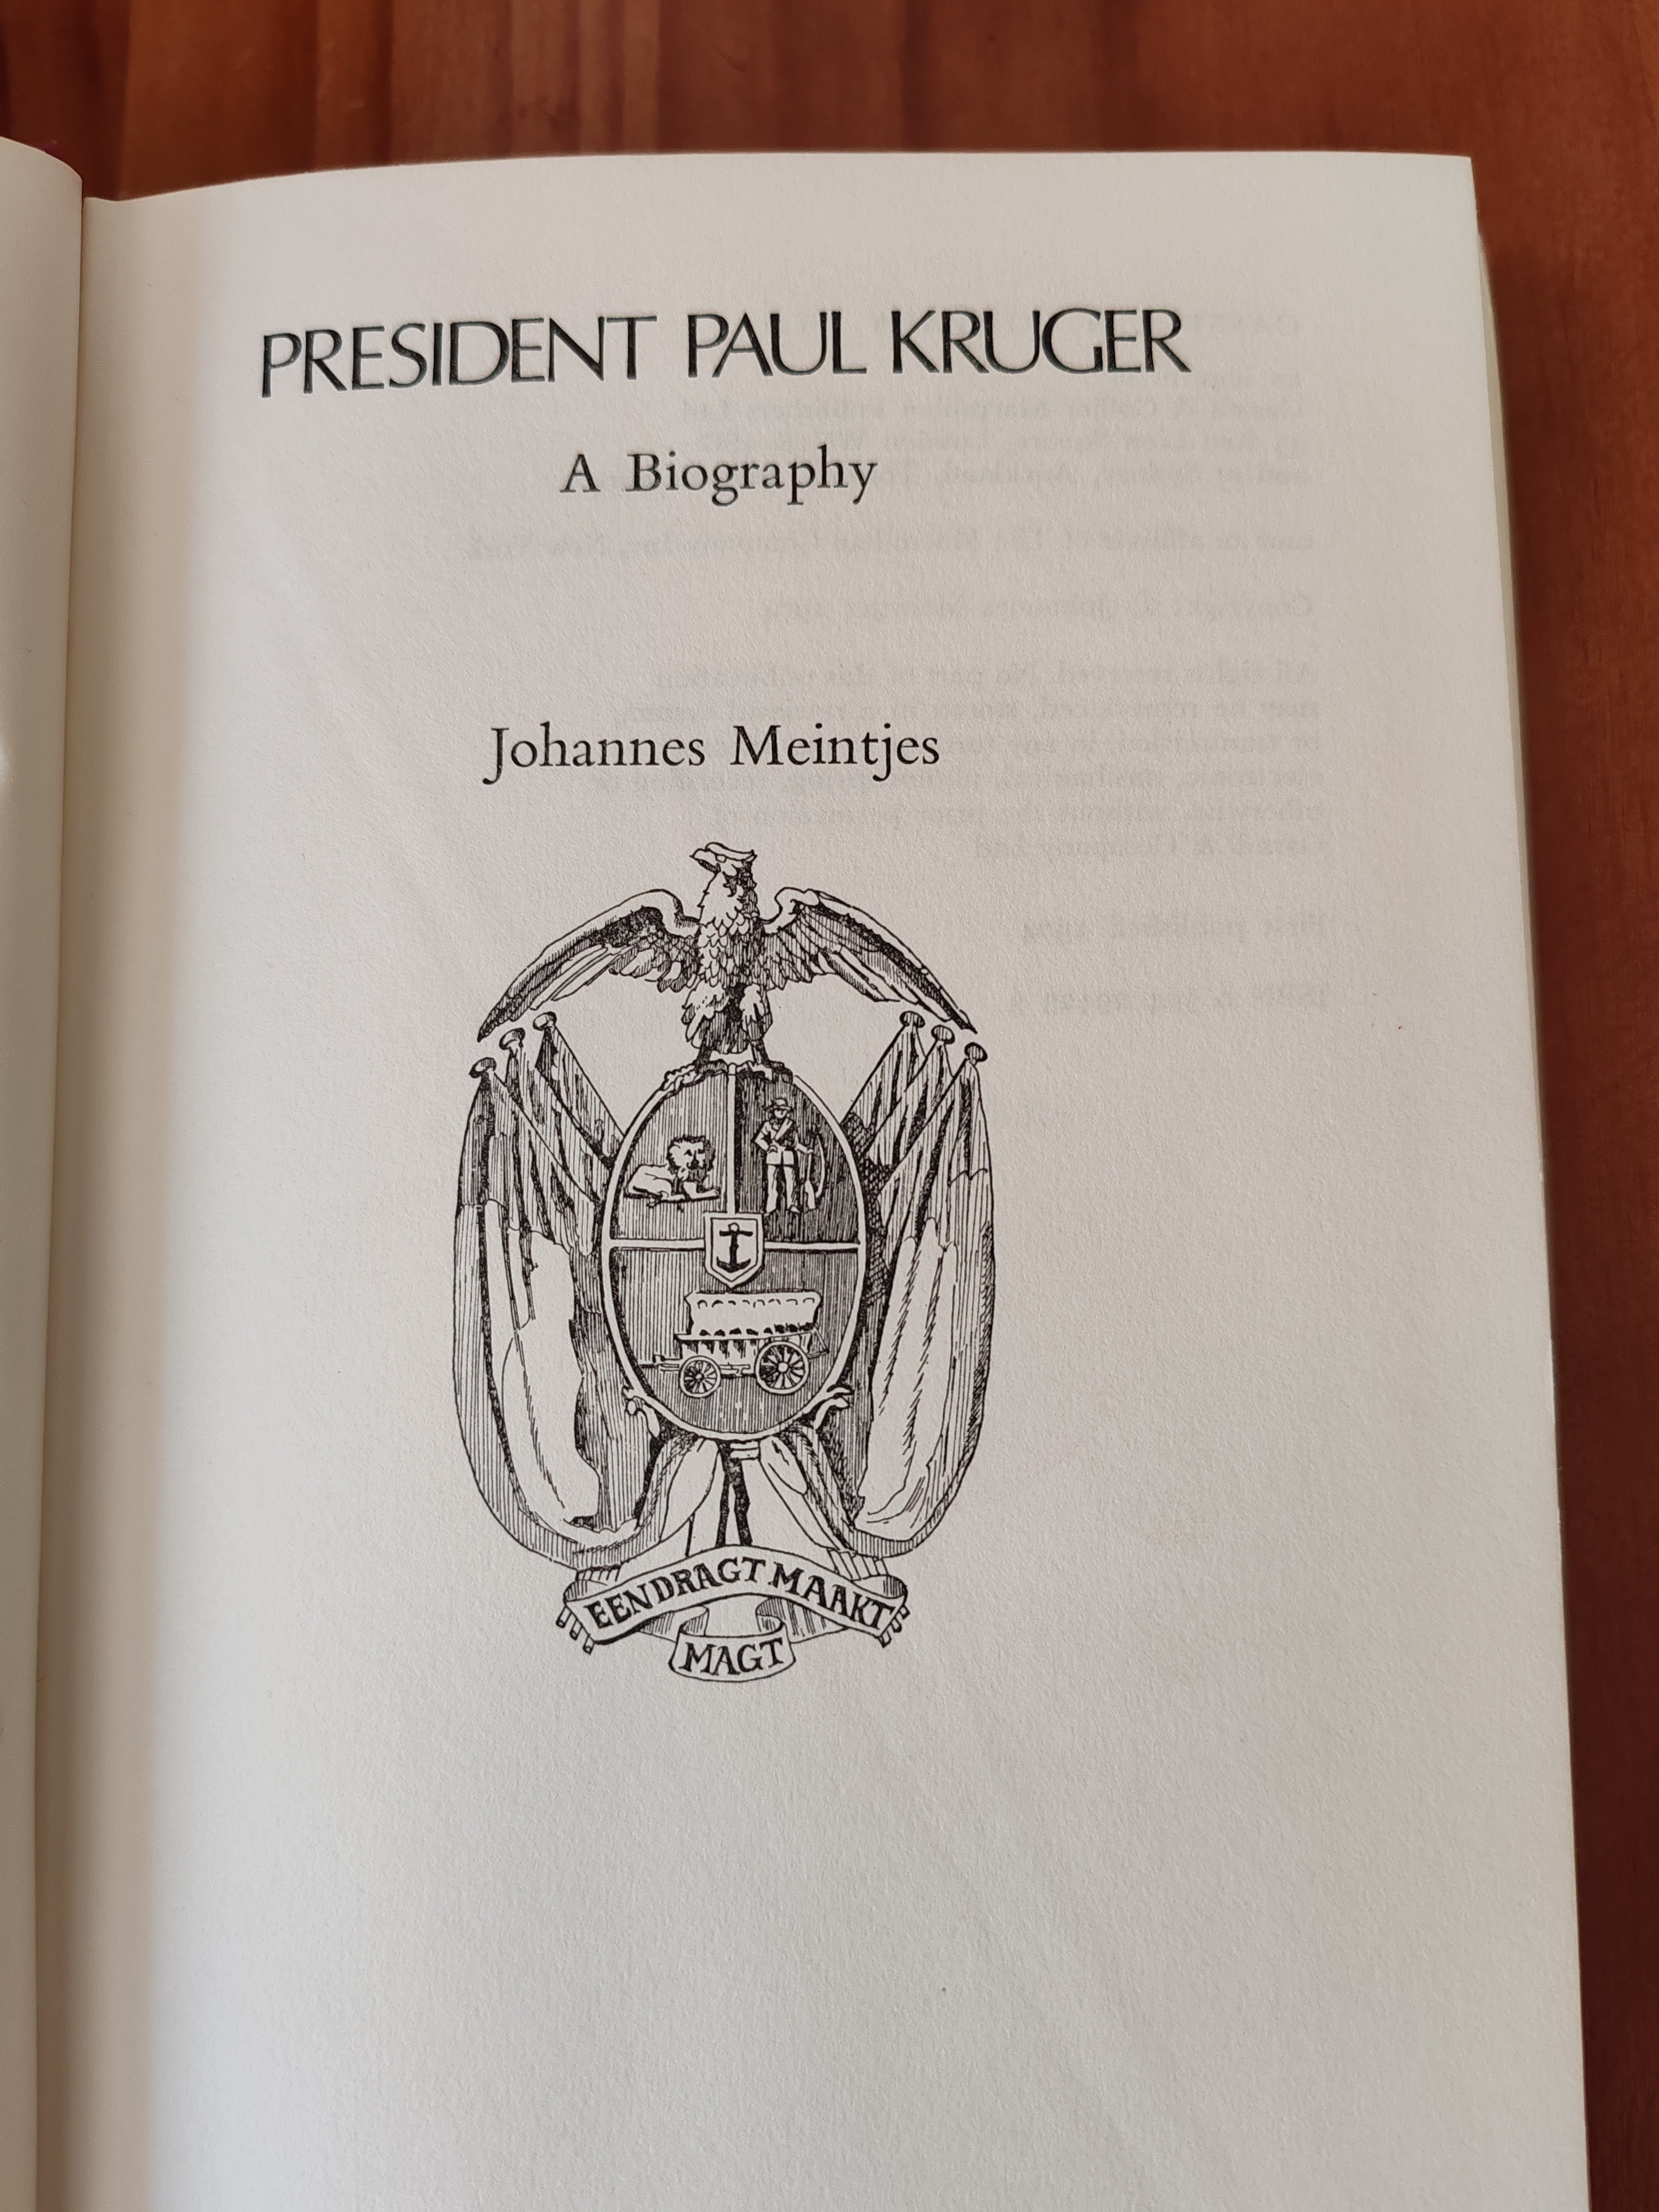 PRESIDENT PAUL KRUGER
A Biography
Johannes Meintjes
EENDRAGT MAAKT
MAGT